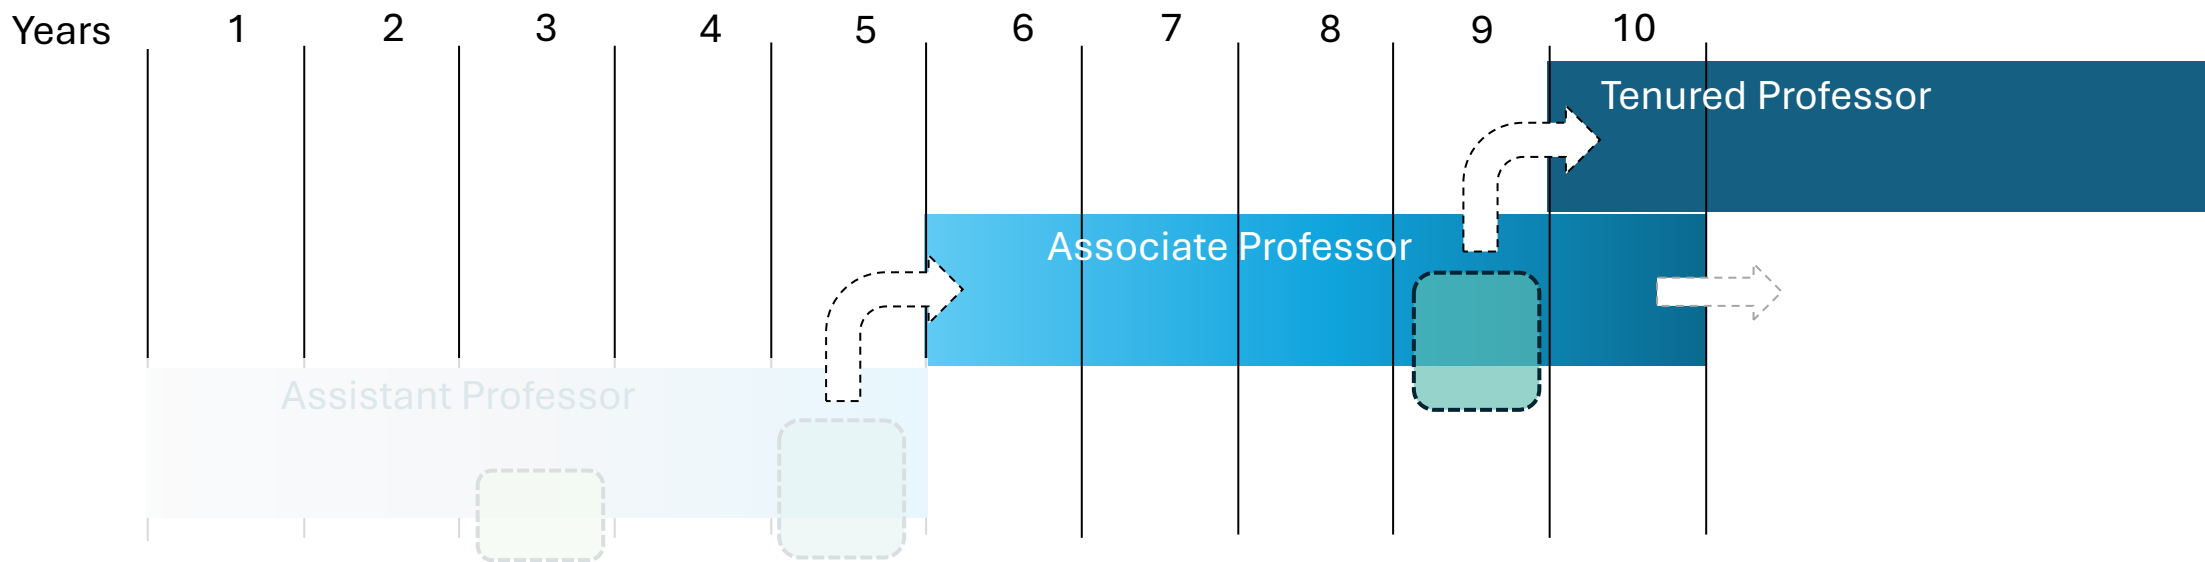 Years 1 2 3 4 5 6 7 8 9 10
Tenured Professor
Associate Professor
Assistant Professor